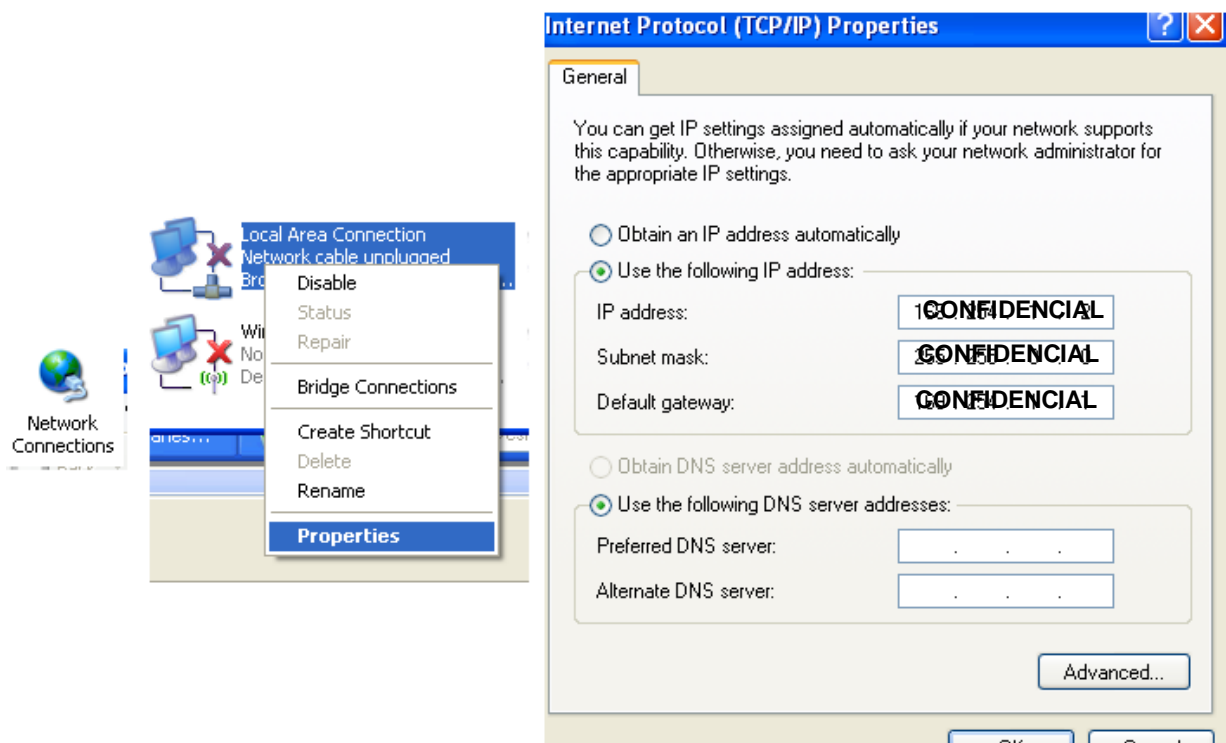 Network
Connections
Local Area Connection
Network cable unplugged
Disable
Status
Repair
Bridge Connections
Create Shortcut
Delete
Rename
Properties
Internet Protocol (TCP/IP) Properties
General
You can get IP settings assigned automatically if your network supports
this capability. Otherwise, you need to ask your network administrator for
the appropriate IP settings.
Obtain an IP address automatically
Use the following IP address:
IP address: CONFIDENCIAL
Subnet mask: CONFIDENCIAL
Default gateway: CONFIDENCIAL
Obtain DNS server address automatically
Use the following DNS server addresses:
Preferred DNS server:
Alternate DNS server:
Advanced...